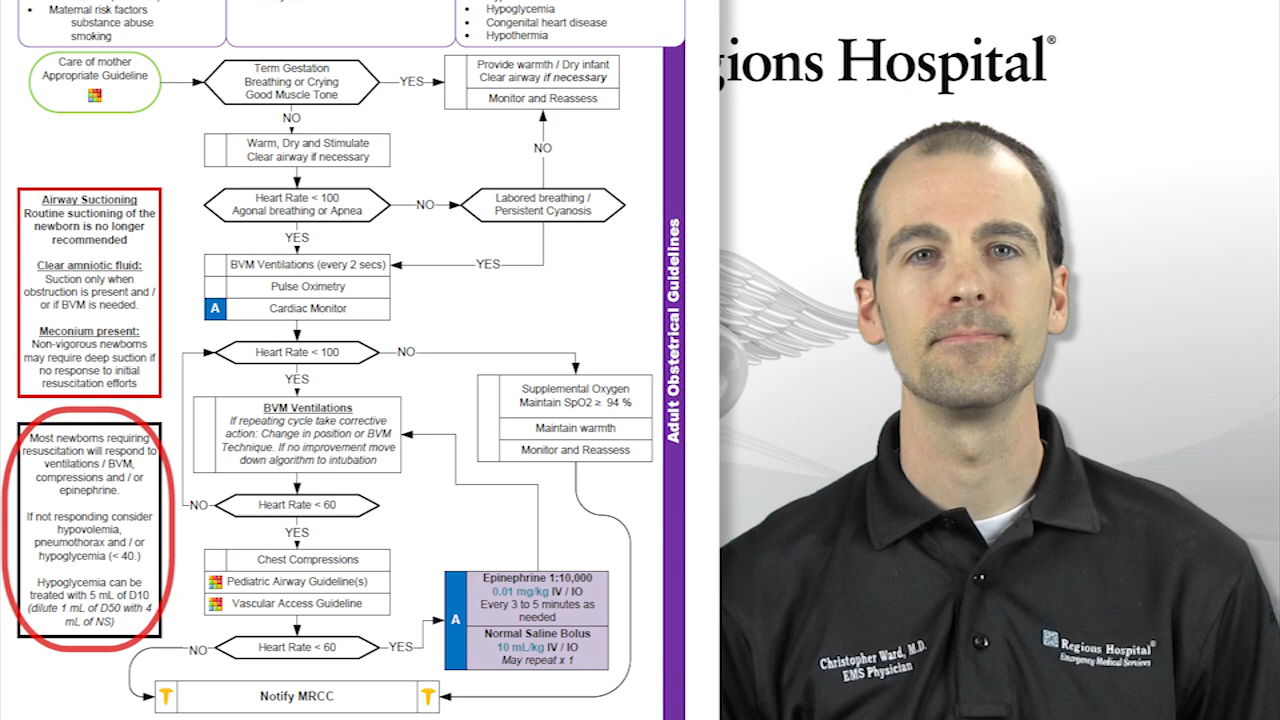 Maternal risk factors
substance abuse
smoking
Hypoglycemia
Congenital heart disease
Hypothermia
Care of mother
Appropriate Guideline
Term Gestation
Breathing or Crying
Good Muscle Tone
YES
Provide warmth / Dry infant
Clear airway if necessary
Monitor and Reassess
NO
Warm, Dry and Stimulate
Clear airway if necessary
NO
Heart Rate < 100
Agonal breathing or Apnea
NO
Labored breathing /
Persistent Cyanosis
YES
YES
BVM Ventilations (every 2 secs)
Pulse Oximetry
A
Cardiac Monitor
Heart Rate < 100
NO
YES
Supplemental Oxygen
Maintain SpO2 ≥ 94 %
Maintain warmth
Monitor and Reassess
BVM Ventilations
If repeating cycle take corrective
action: Change in position or BVM
Technique. If no improvement move
down algorithm to intubation
NO
Heart Rate < 60
YES
Chest Compressions
Pediatric Airway Guideline(s)
Vascular Access Guideline
Heart Rate < 60
NO
YES
A
Epinephrine 1:10,000
0.01 mg/kg IV / IO
Every 3 to 5 minutes as
needed
Normal Saline Bolus
10 mL/kg IV / IO
May repeat x 1
Notify MRCC
Airway Suctioning
Routine suctioning of the
newborn is no longer
recommended
Clear amniotic fluid:
Suction only when
obstruction is present and /
or if BVM is needed.
Meconium present:
Non-vigorous newborns
may require deep suction if
no response to initial
resuscitation efforts
Most newborns requiring
resuscitation will respond to
ventilations / BVM,
compressions and / or
epinephrine.
If not responding consider
hypovolemia,
pneumothorax and / or
hypoglycemia (< 40.)
Hypoglycemia can be
treated with 5 mL of D10
(dilute 1 mL of D50 with 4
mL of NS)
Adult Obstetrical Guidelines
gions Hospital®
Christopher Ward, M.D.
EMS Physician
Regions Hospital®
Emergency Medical Services